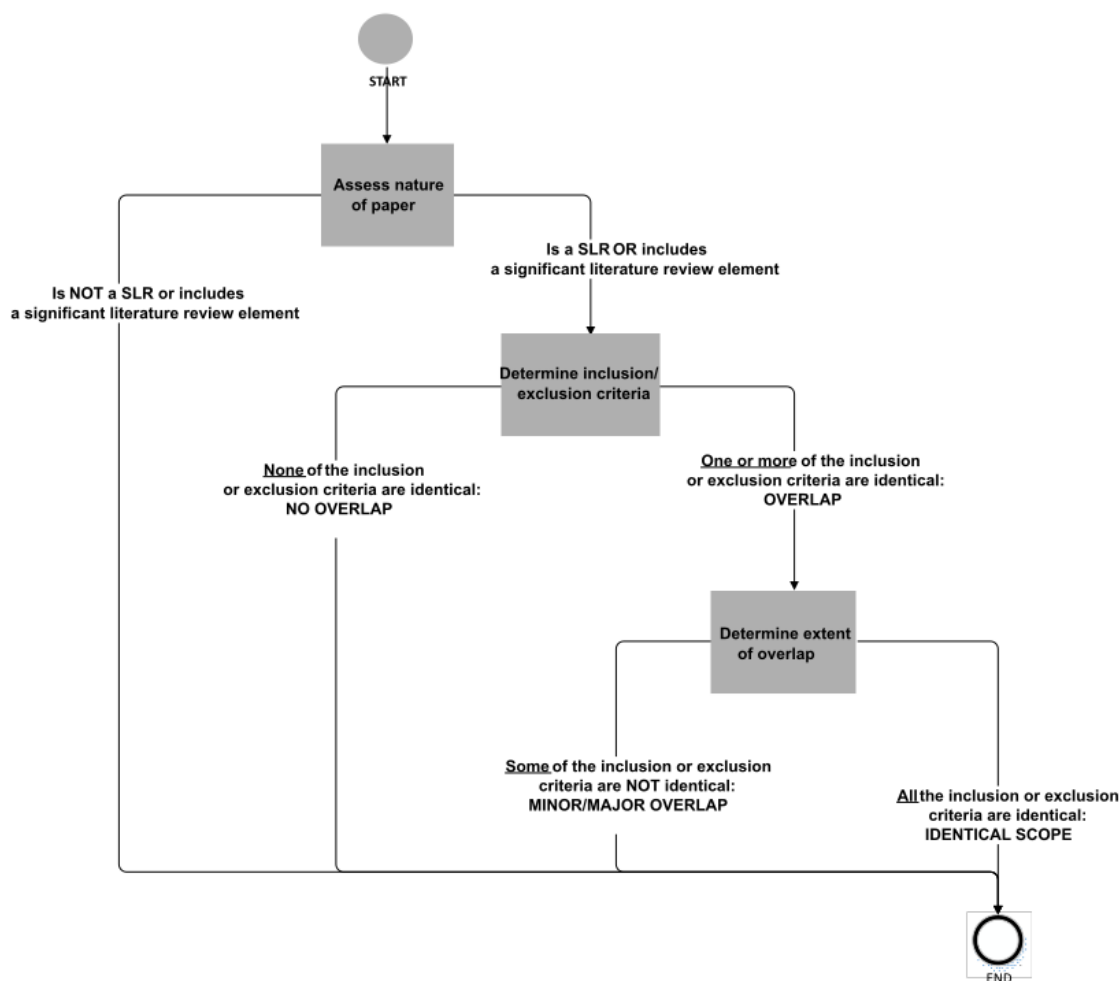 START
Assess nature
of paper
Is a SLR OR includes
a significant literature review element
Is NOT a SLR or includes
a significant literature review element
Determine inclusion/
exclusion criteria
None of the inclusion
or exclusion criteria are identical:
NO OVERLAP
One or more of the inclusion
or exclusion criteria are identical:
OVERLAP
Determine extent
of overlap
Some of the inclusion or exclusion
criteria are NOT identical:
MINOR/MAJOR OVERLAP
All the inclusion or exclusion
criteria are identical:
IDENTICAL SCOPE
END